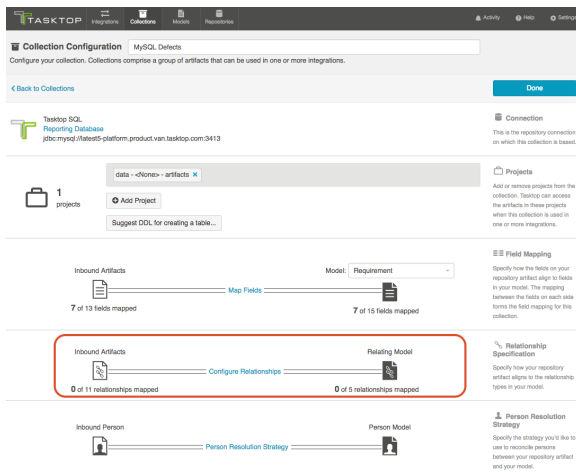 TASKTOP
Integrations
Collections
Models
Repositories
Activity
Help
Settings
Collection Configuration
MySQL Defects
Configure your collection. Collections comprise a group of artifacts that can be used in one or more integrations.
Back to Collections
Done
Tasktop SQL
Reporting Database
jdbc:mysql://latest5-platform.product.van.tasktop.com:3413
Connection
This is the repository connection
on which this collection is based.
1
projects
data - <None> - artifacts ×
Add Project
Suggest DDL for creating a table...
Projects
Add or remove projects from the
collection. Tasktop can access
the artifacts in these projects
when this collection is used in
one or more integrations.
Inbound Artifacts
Model: Requirement
Map Fields
7 of 13 fields mapped
7 of 15 fields mapped
Field Mapping
Specify how the fields on your
repository artifact align to fields
in your model. The mapping
between the fields on each side
forms the field mapping for this
collection.
Inbound Artifacts
Relating Model
Configure Relationships
0 of 11 relationships mapped
0 of 5 relationships mapped
Relationship
Specification
Specify how your repository
artifact aligns to the relationship
types in your model.
Inbound Person
Person Model
Person Resolution Strategy
Person Resolution
Strategy
Specify the strategy you'd like to
use to reconcile persons
between your repository artifact
and your model.